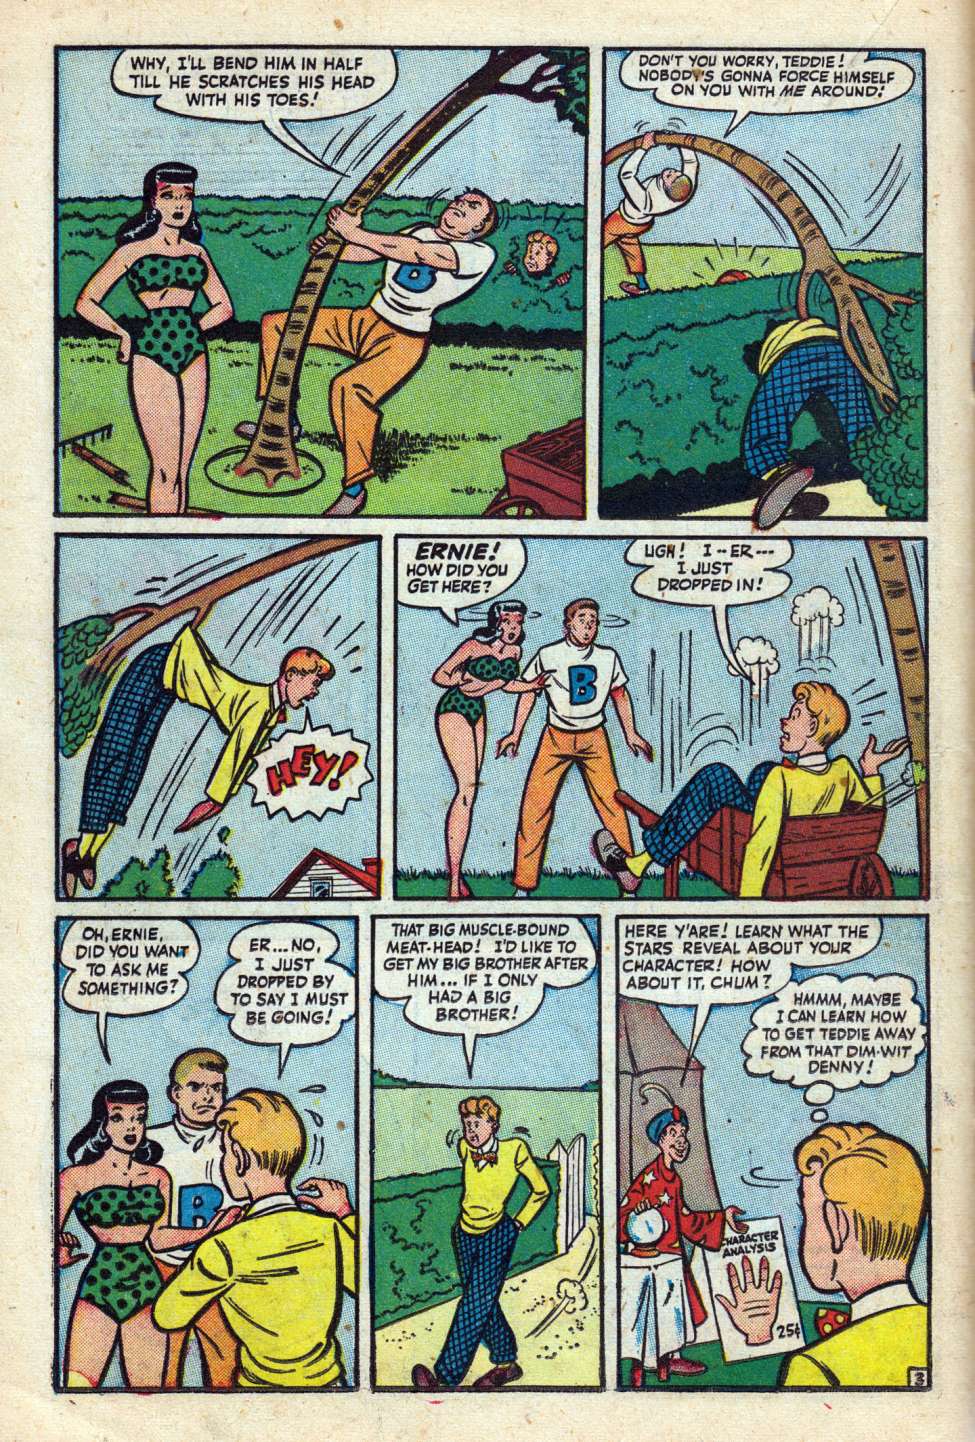 WHY, I'LL BEND HIM IN HALF
TILL HE SCRATCHES HIS HEAD
WITH HIS TOES!
B
DON'T YOU WORRY, TEDDIE!
NOBODY'S GONNA FORCE HIMSELF
ON YOU WITH ME AROUND!
HEY!
ERNIE!
HOW DID YOU
GET HERE?
B
UGH! I--ER---
I JUST
DROPPED IN!
OH, ERNIE,
DID YOU WANT
TO ASK ME
SOMETHING?
ER...NO,
I JUST
DROPPED BY
TO SAY I MUST
BE GOING!
B
THAT BIG MUSCLE-BOUND
MEAT-HEAD! I'D LIKE TO
GET MY BIG BROTHER AFTER
HIM... IF I ONLY
HAD A BIG
BROTHER!
HERE Y'ARE! LEARN WHAT THE
STARS REVEAL ABOUT YOUR
CHARACTER! HOW
ABOUT IT, CHUM?
HMMM, MAYBE
I CAN LEARN HOW
TO GET TEDDIE AWAY
FROM THAT DIM-WIT
DENNY!
CHARACTER
ANALYSIS
25¢
3